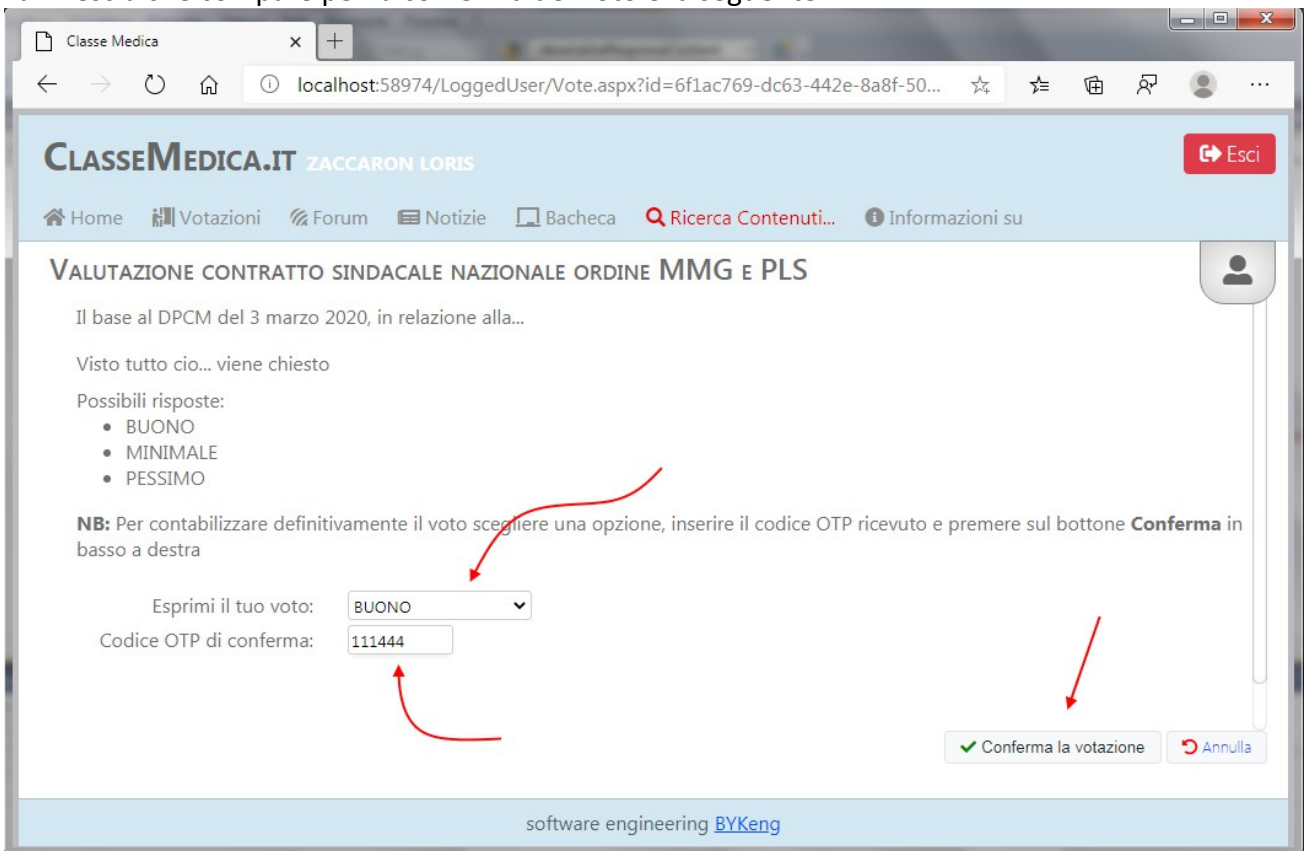 Classe Medica
localhost:58974/LoggedUser/Vote.aspx?id=6f1ac769-dc63-442e-8a8f-50...
CLASSEMEDICA.IT ZACCARON LORIS
Esci
Home Votazioni Forum Notizie Bacheca Ricerca Contenuti... Informazioni su
VALUTAZIONE CONTRATTO SINDACALE NAZIONALE ORDINE MMG E PLS
Il base al DPCM del 3 marzo 2020, in relazione alla...
Visto tutto cio... viene chiesto
Possibili risposte:
• BUONO
• MINIMALE
• PESSIMO
NB: Per contabilizzare definitivamente il voto scegliere una opzione, inserire il codice OTP ricevuto e premere sul bottone Conferma in
basso a destra
Esprimi il tuo voto: BUONO
Codice OTP di conferma: 111444
Conferma la votazione Annulla
software engineering BYKeng